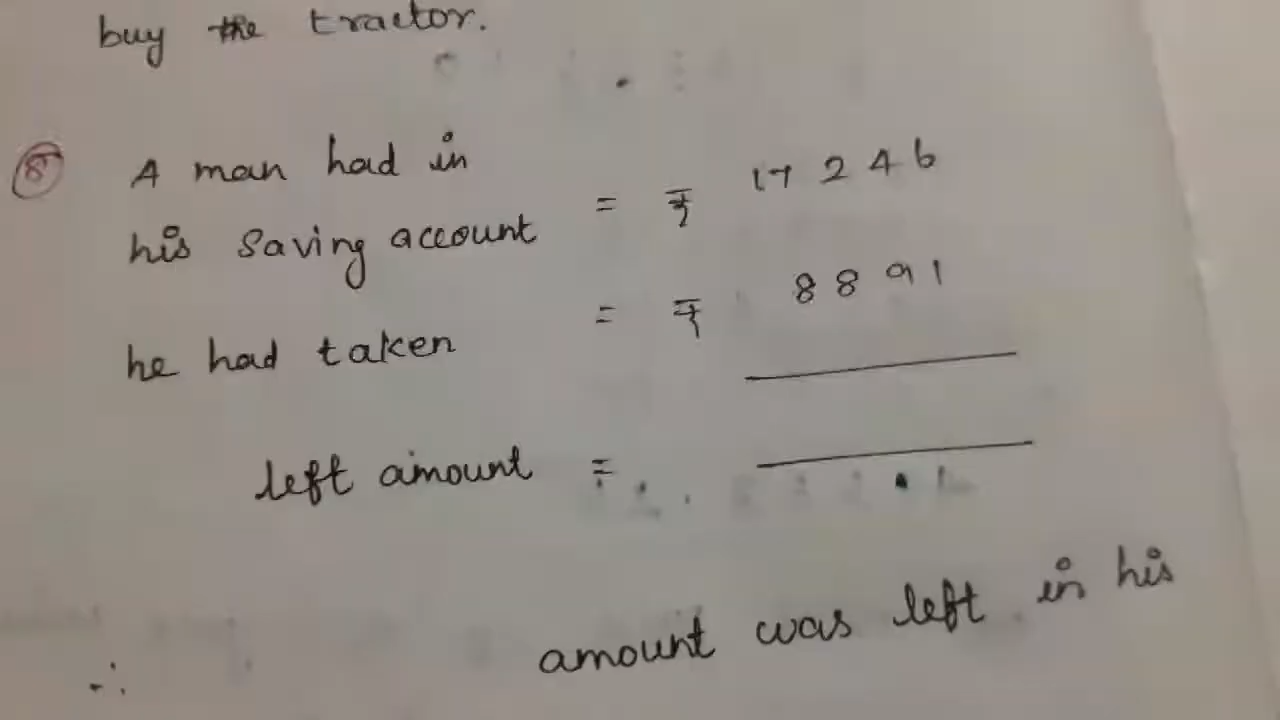 buy the tractor.
8 A man had in
his saving account = ₹ 17246
he had taken = ₹ 8891
left amount =
∴ amount was left in his